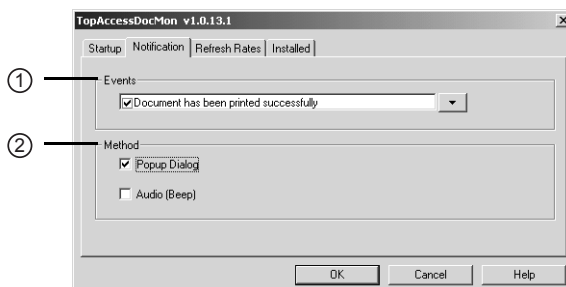 TopAccessDocMon v1.0.13.1
Startup Notification Refresh Rates Installed
1 Events
Document has been printed successfully
2 Method
Popup Dialog
Audio (Beep)
OK Cancel Help